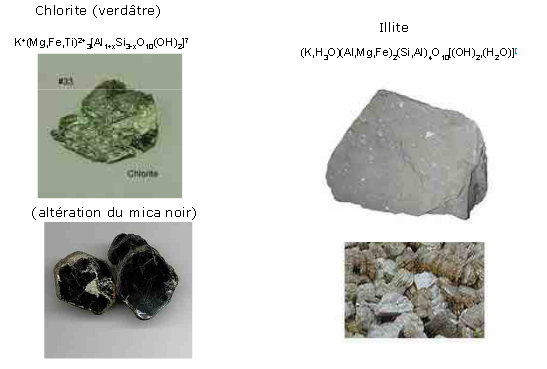 Chlorite (verdâtre)
K⁺(Mg,Fe,Ti)²⁺₃[Al₁₊ₓSi₃₋ₓO₁₀(OH)₂]⁷
#33
Chlorite
(altération du mica noir)
Illite
(K,H₃O)(Al,Mg,Fe)₂(Si,Al)₄O₁₀[(OH)₂,(H₂O)]